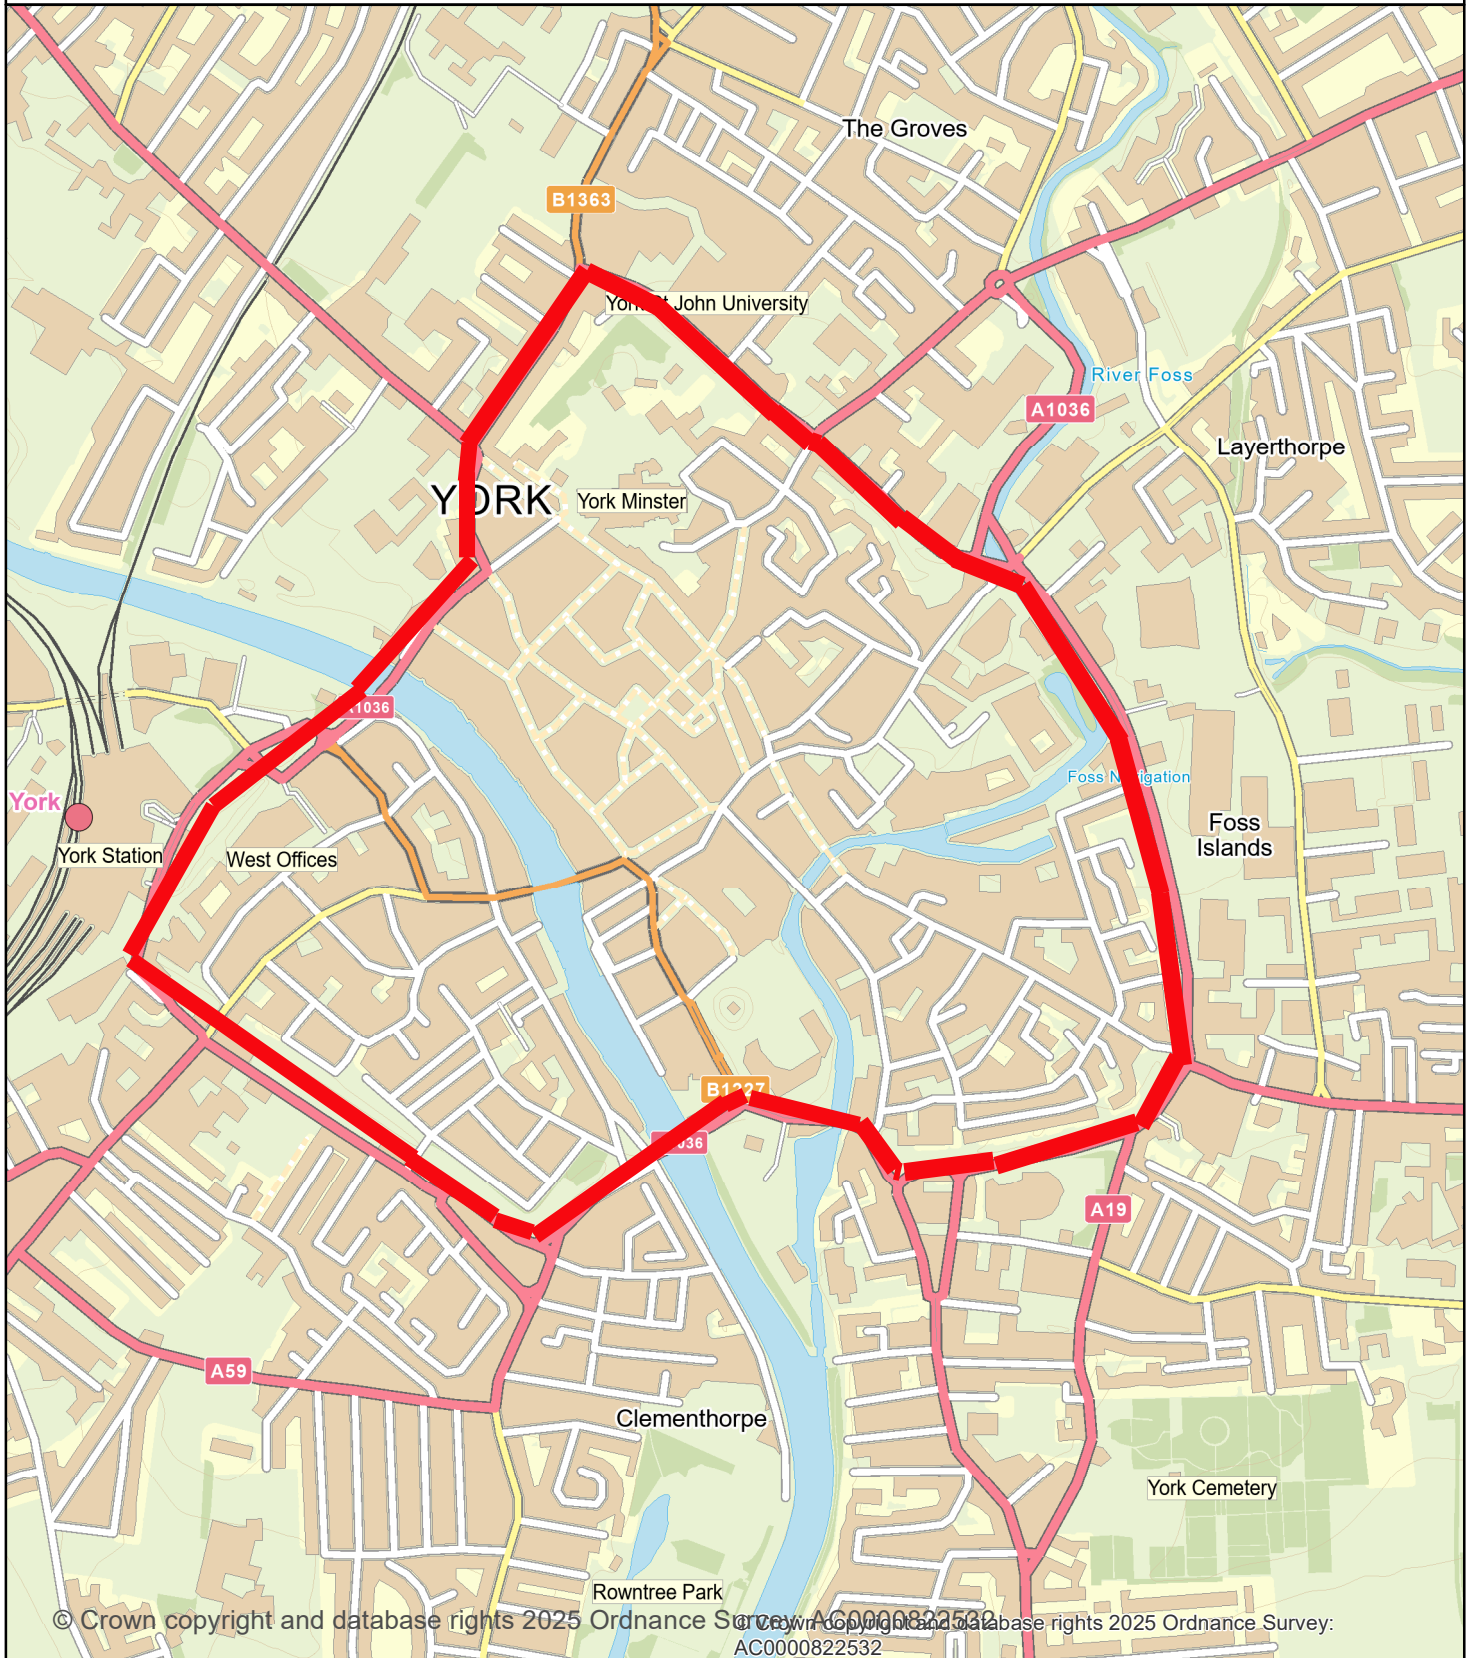 The Groves
B1363
York St John University
River Foss
A1036
Layerthorpe
YORK
York Minster
A1036
Foss Navigation
York
Foss
Islands
York Station
West Offices
B1227
A1036
A19
A59
Clementhorpe
York Cemetery
Rowntree Park
© Crown copyright and database rights 2025 Ordnance Survey: AC0000822532
© Crown copyright and database rights 2025 Ordnance Survey:
AC0000822532